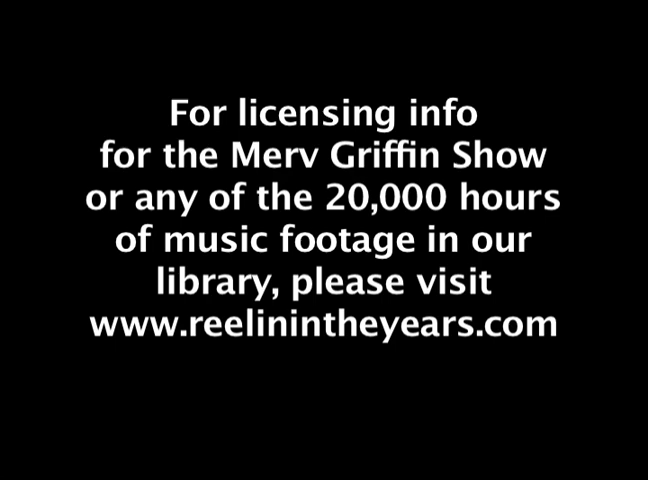 For licensing info
for the Merv Griffin Show
or any of the 20,000 hours
of music footage in our
library, please visit
www.reelinintheyears.com